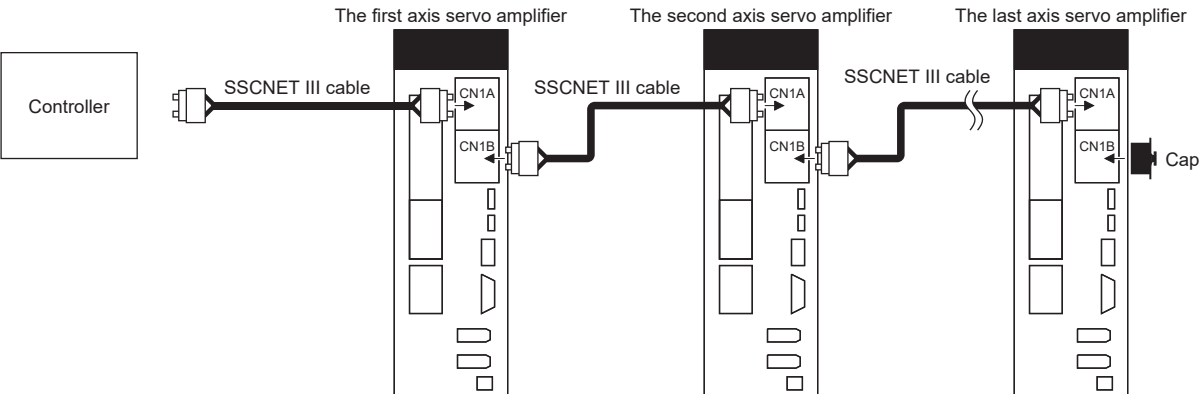 The first axis servo amplifier
The second axis servo amplifier
The last axis servo amplifier
SSCNET III cable
SSCNET III cable
SSCNET III cable
Controller
CN1A
CN1A
CN1A
CN1B
CN1B
CN1B
Cap